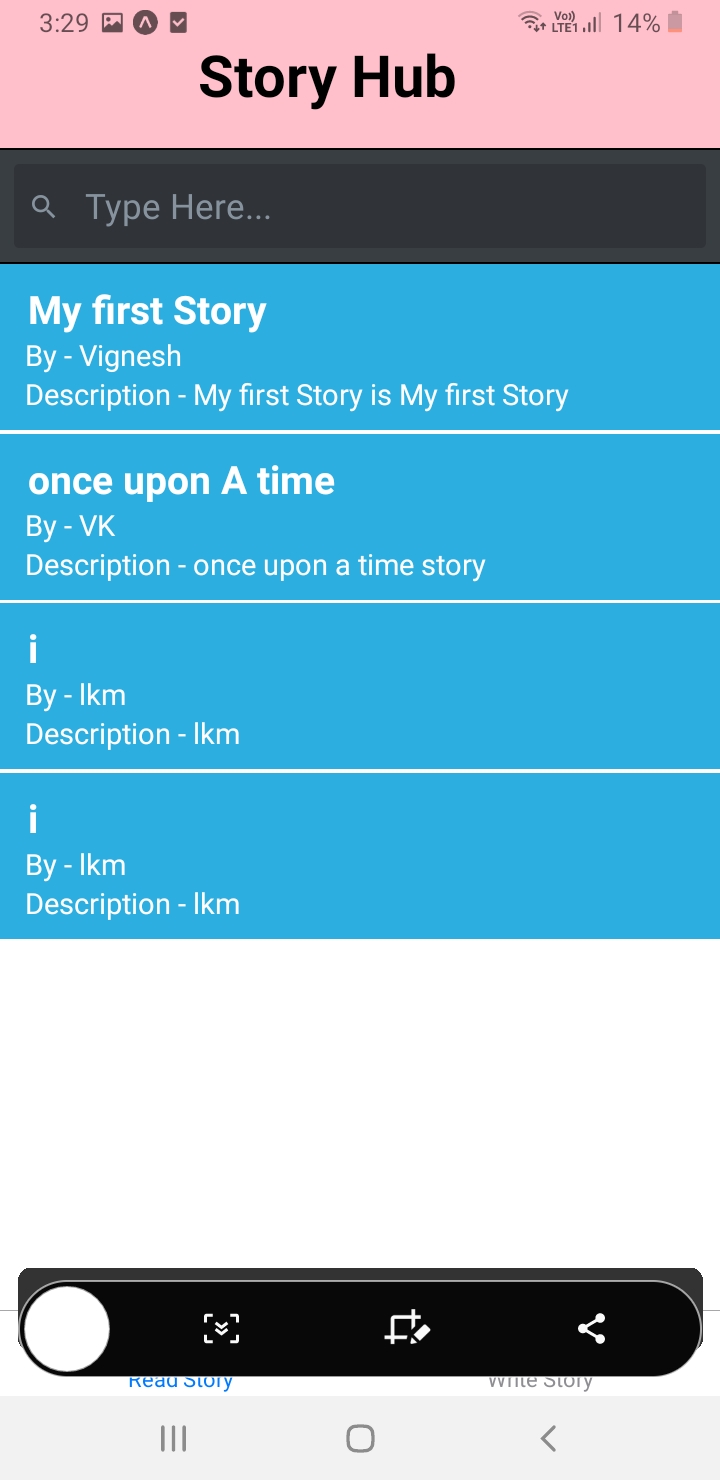 3:29
Vo))
LTE1
14%
Story Hub
Type Here...
My first Story
By - Vignesh
Description - My first Story is My first Story
once upon A time
By - VK
Description - once upon a time story
i
By - lkm
Description - lkm
i
By - lkm
Description - lkm
Read Story
Write Story